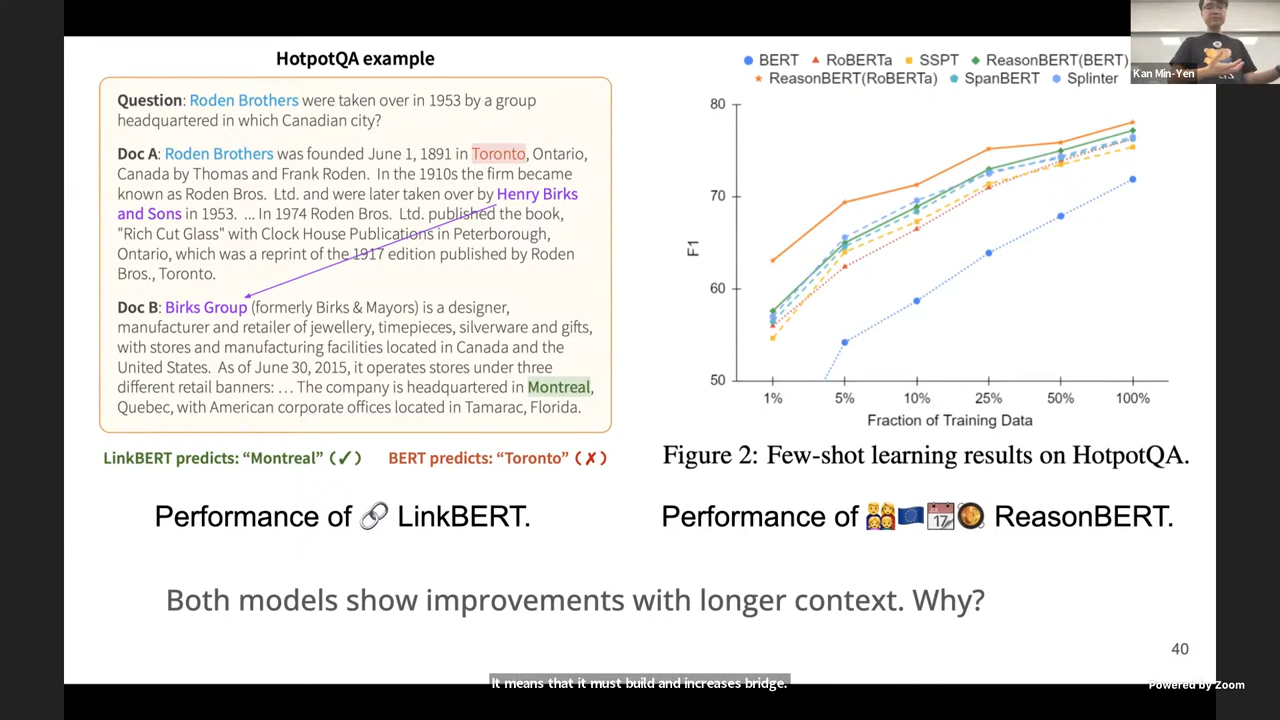 HotpotQA example
Question: Roden Brothers were taken over in 1953 by a group
headquartered in which Canadian city?
Doc A: Roden Brothers was founded June 1, 1891 in Toronto, Ontario,
Canada by Thomas and Frank Roden. In the 1910s the firm became
known as Roden Bros. Ltd. and were later taken over by Henry Birks
and Sons in 1953. ... In 1974 Roden Bros. Ltd. published the book,
"Rich Cut Glass" with Clock House Publications in Peterborough,
Ontario, which was a reprint of the 1917 edition published by Roden
Bros., Toronto.
Doc B: Birks Group (formerly Birks & Mayors) is a designer,
manufacturer and retailer of jewellery, timepieces, silverware and gifts,
with stores and manufacturing facilities located in Canada and the
United States. As of June 30, 2015, it operates stores under three
different retail banners: ... The company is headquartered in Montreal,
Quebec, with American corporate offices located in Tamarac, Florida.
LinkBERT predicts: “Montreal” (✓) BERT predicts: “Toronto” (✗)
Performance of 🔗 LinkBERT.
BERT RoBERTa SSPT ReasonBERT(BERT)
ReasonBERT(RoBERTa) SpanBERT Splinter
80
70
60
50
F1
1% 5% 10% 25% 50% 100%
Fraction of Training Data
Figure 2: Few-shot learning results on HotpotQA.
Performance of 👨‍👩‍👧‍👦🇪🇺📅🥘 ReasonBERT.
Both models show improvements with longer context. Why?
40
Kan Min-Yen
It means that it must build and increases bridge.
Powered by Zoom